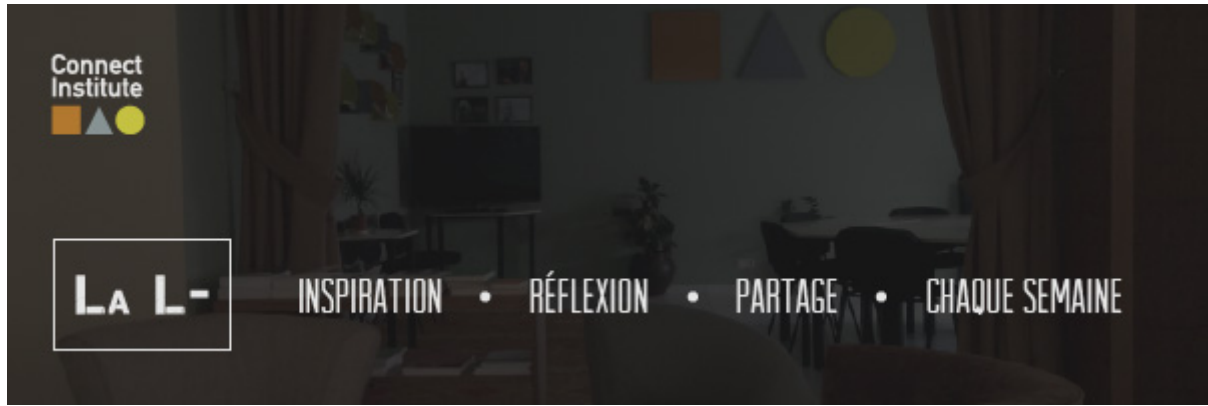 Connect
Institute
LA L-
INSPIRATION • RÉFLEXION • PARTAGE • CHAQUE SEMAINE